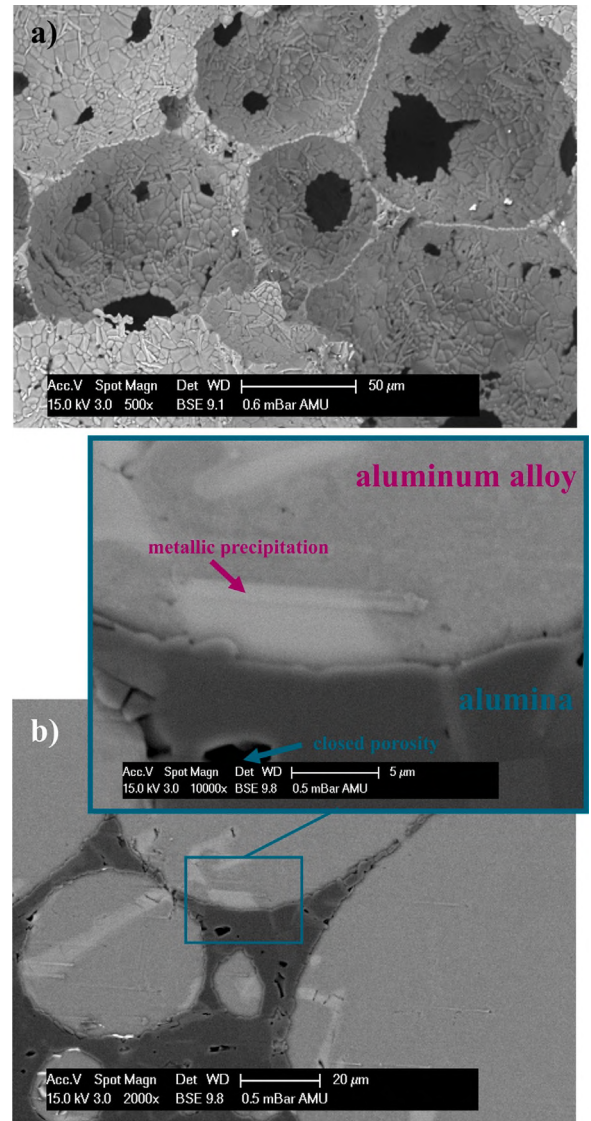 a)
Acc.V Spot Magn Det WD 50 µm
15.0 kV 3.0 500x BSE 9.1 0.6 mBar AMU
aluminum alloy
metallic precipitation
alumina
closed porosity
Acc.V Spot Magn Det WD 5 µm
15.0 kV 3.0 10000x BSE 9.8 0.5 mBar AMU
b)
Acc.V Spot Magn Det WD 20 µm
15.0 kV 3.0 2000x BSE 9.8 0.5 mBar AMU